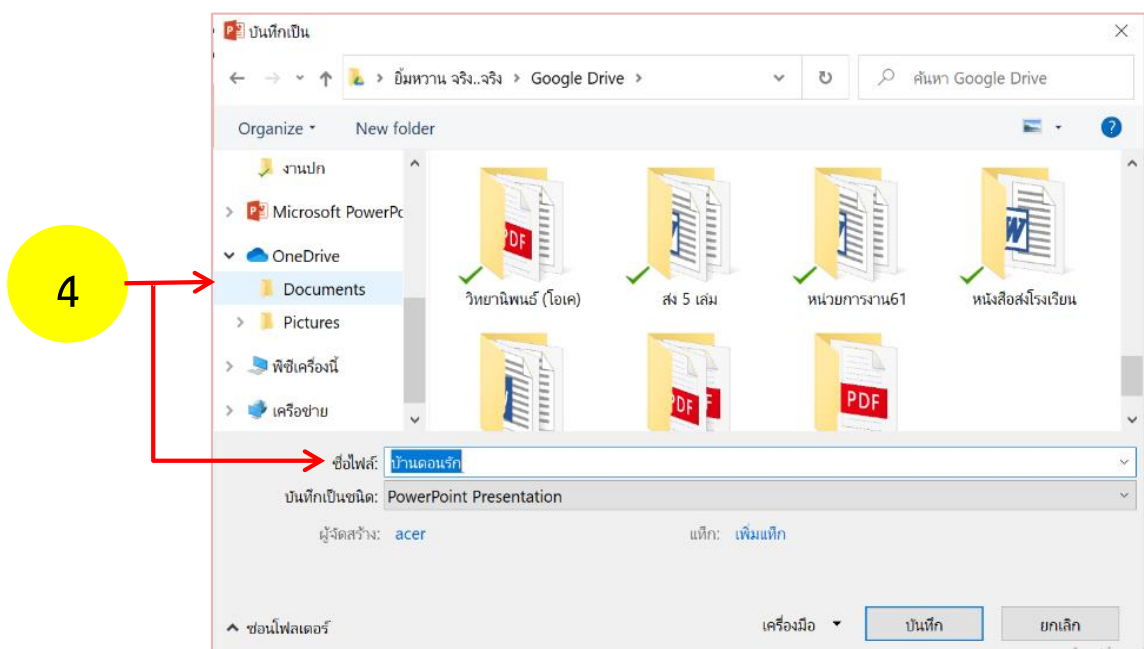 บันทึกเป็น
ยิ้มหวาน จริง..จริง > Google Drive >
ค้นหา Google Drive
Organize
New folder
งานปก
Microsoft PowerPo
OneDrive
Documents
Pictures
พีซีเครื่องนี้
เครือข่าย
4
PDF
W
วิทยานิพนธ์ (โอเค)
ส่ง 5 เล่ม
หน่วยการงาน61
หนังสือส่งโรงเรียน
PDF
PDF
ชื่อไฟล์: บ้านดอนรัก
บันทึกเป็นชนิด: PowerPoint Presentation
ผู้จัดสร้าง: acer
แท็ก: เพิ่มแท็ก
ซ่อนโฟลเดอร์
เครื่องมือ
บันทึก
ยกเลิก